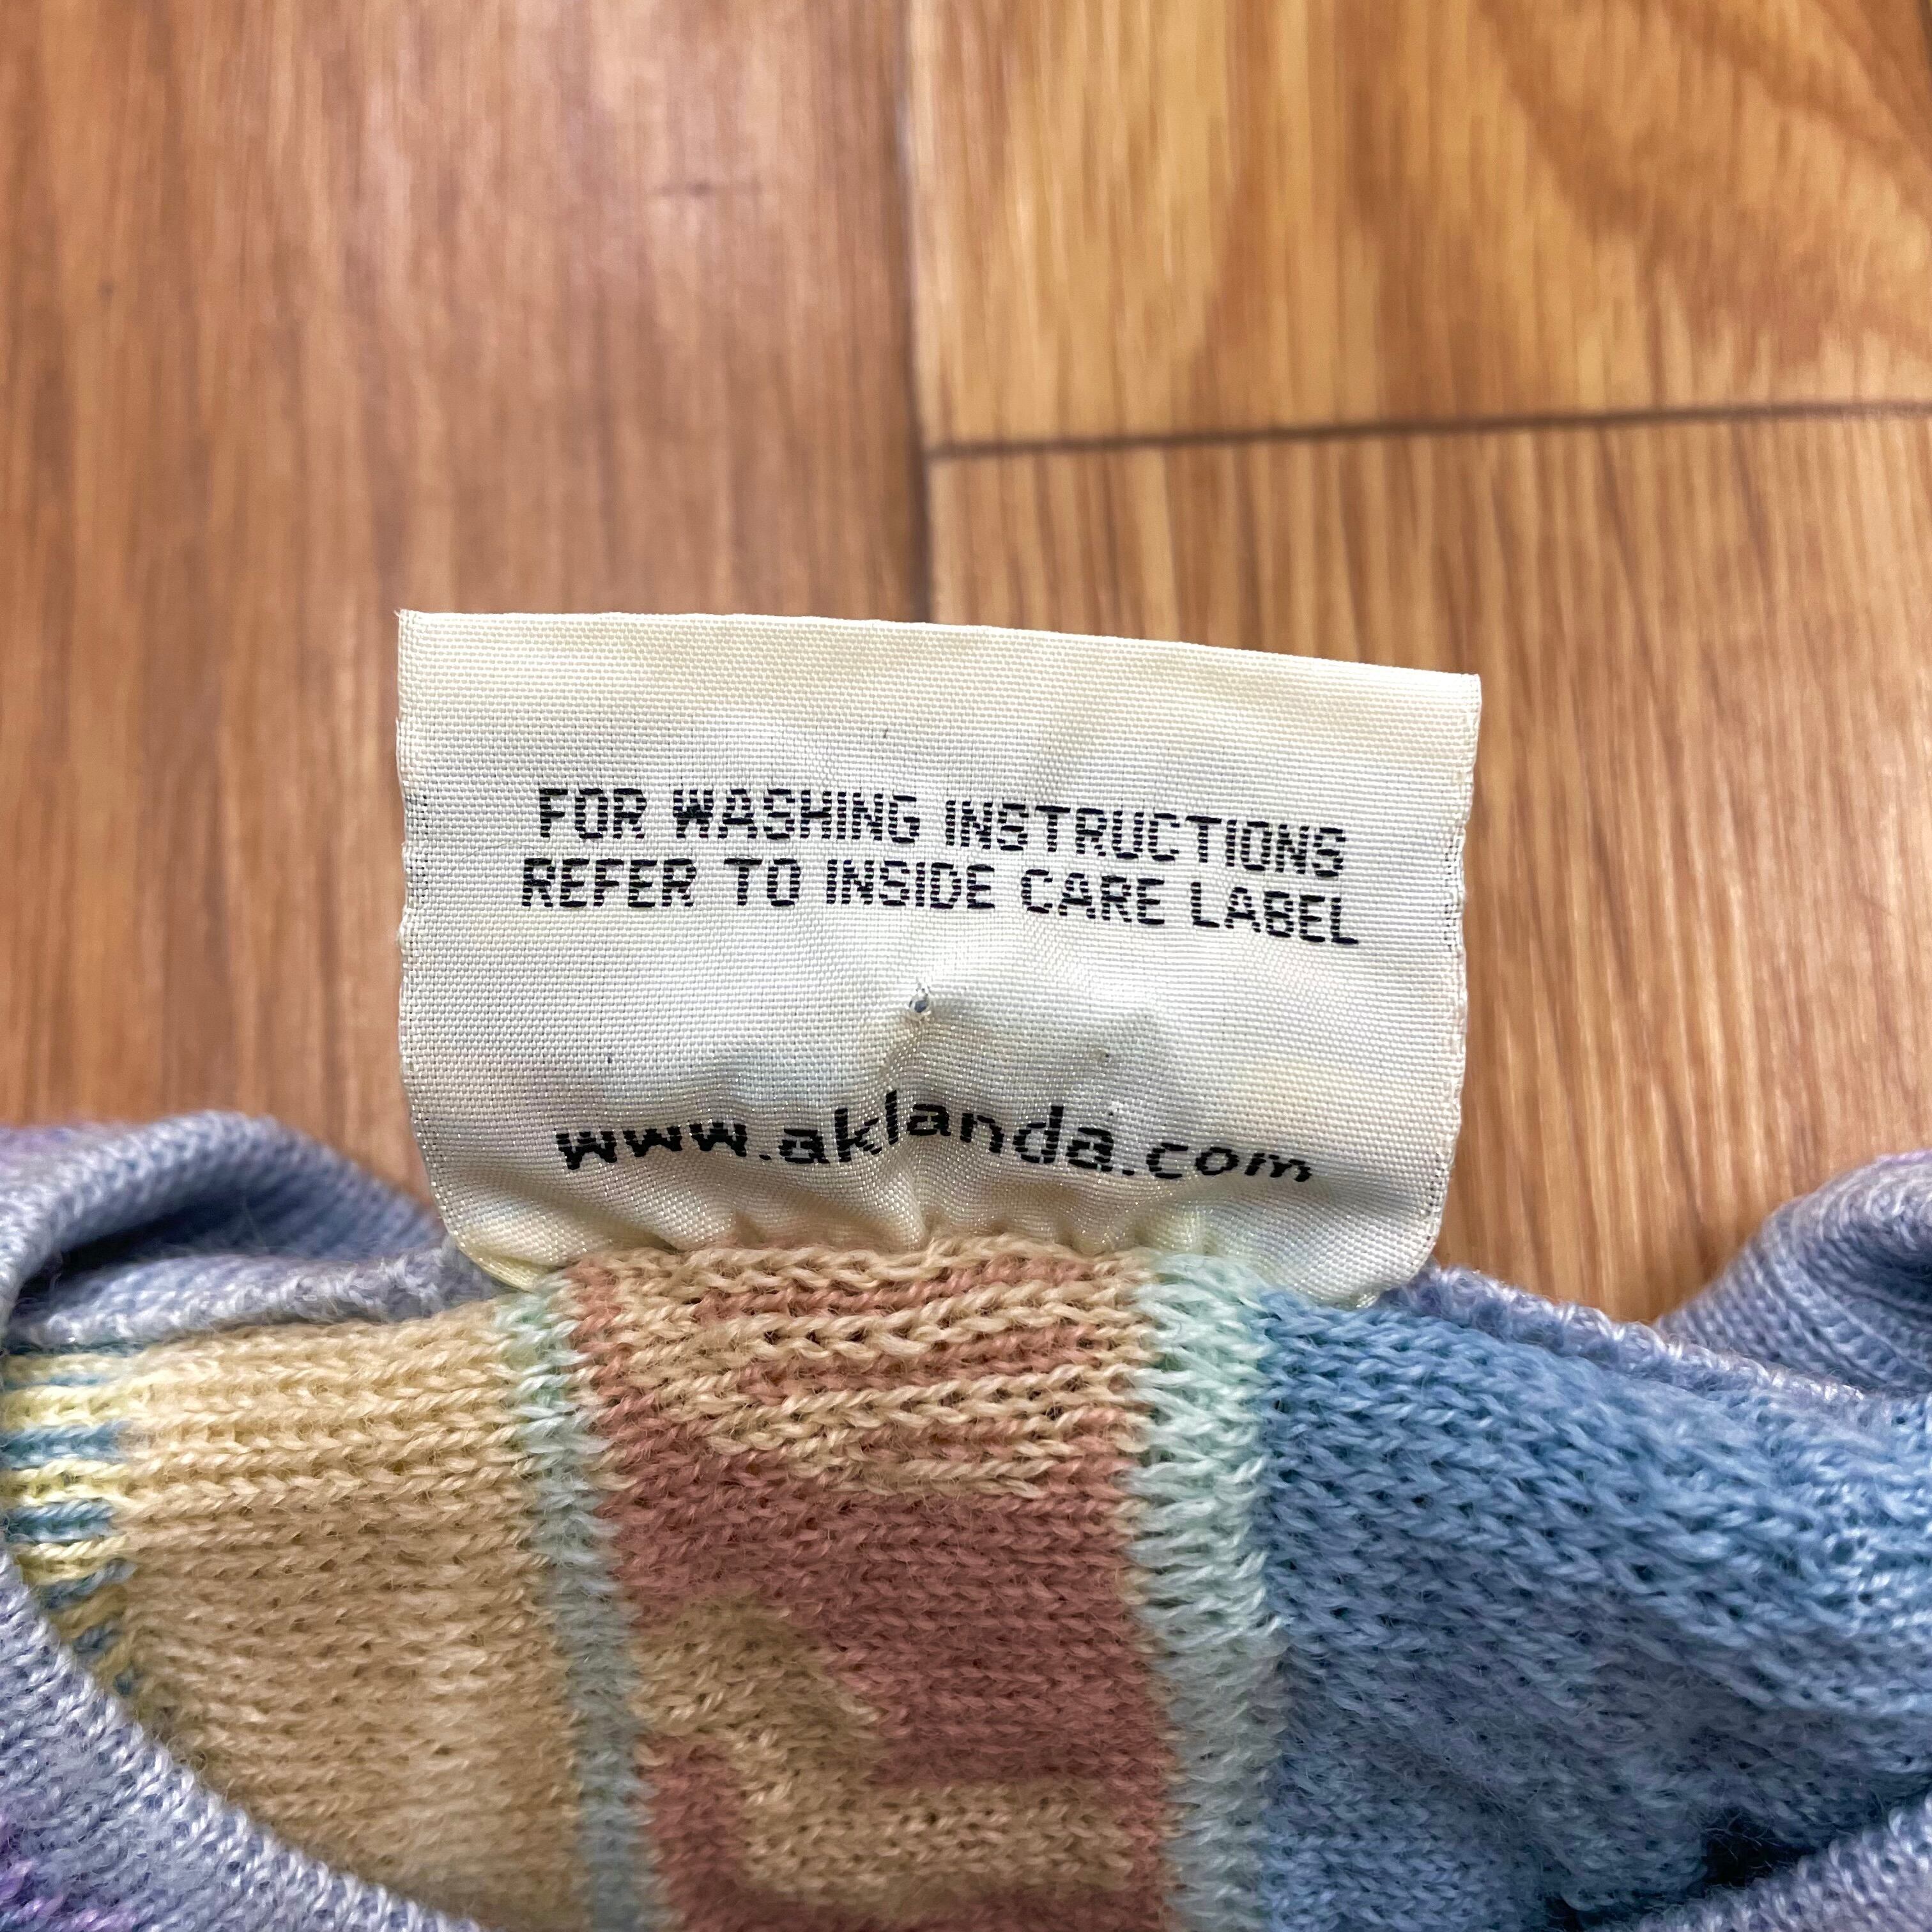 FOR WASHING INSTRUCTIONS
REFER TO INSIDE CARE LABEL
www.aklanda.com